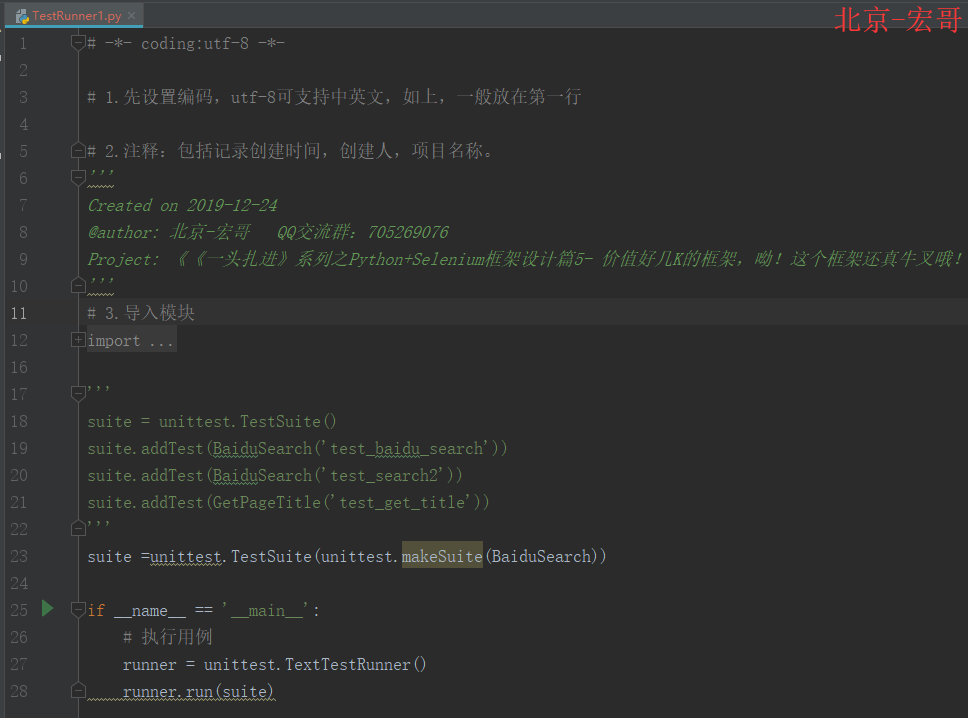 TestRunner1.py
北京-宏哥
1 # -*- coding:utf-8 -*-
2
3 # 1.先设置编码，utf-8可支持中英文，如上，一般放在第一行
4
5 # 2.注释：包括记录创建时间，创建人，项目名称。
6 '''
7 Created on 2019-12-24
8 @author: 北京-宏哥   QQ交流群：705269076
9 Project: 《《一头扎进》系列之Python+Selenium框架设计篇5- 价值好几K的框架，呦！这个框架还真牛叉哦！
10 '''
11 # 3.导入模块
12 import ...
16
17 '''
18 suite = unittest.TestSuite()
19 suite.addTest(BaiduSearch('test_baidu_search'))
20 suite.addTest(BaiduSearch('test_search2'))
21 suite.addTest(GetPageTitle('test_get_title'))
22 '''
23 suite =unittest.TestSuite(unittest.makeSuite(BaiduSearch))
24
25 if __name__ == '__main__':
26     # 执行用例
27     runner = unittest.TextTestRunner()
28     runner.run(suite)